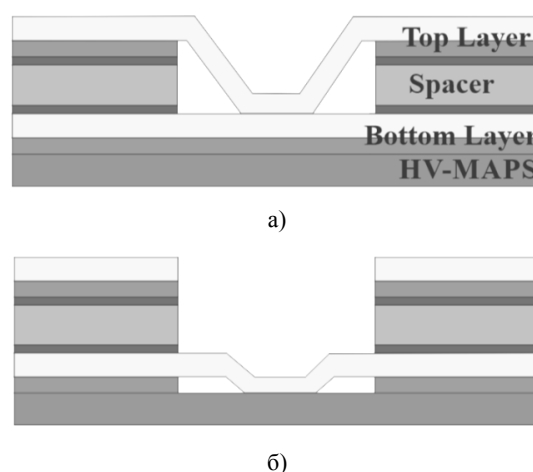 Top Layer
Spacer
Bottom Layer
HV-MAPS
а)
б)